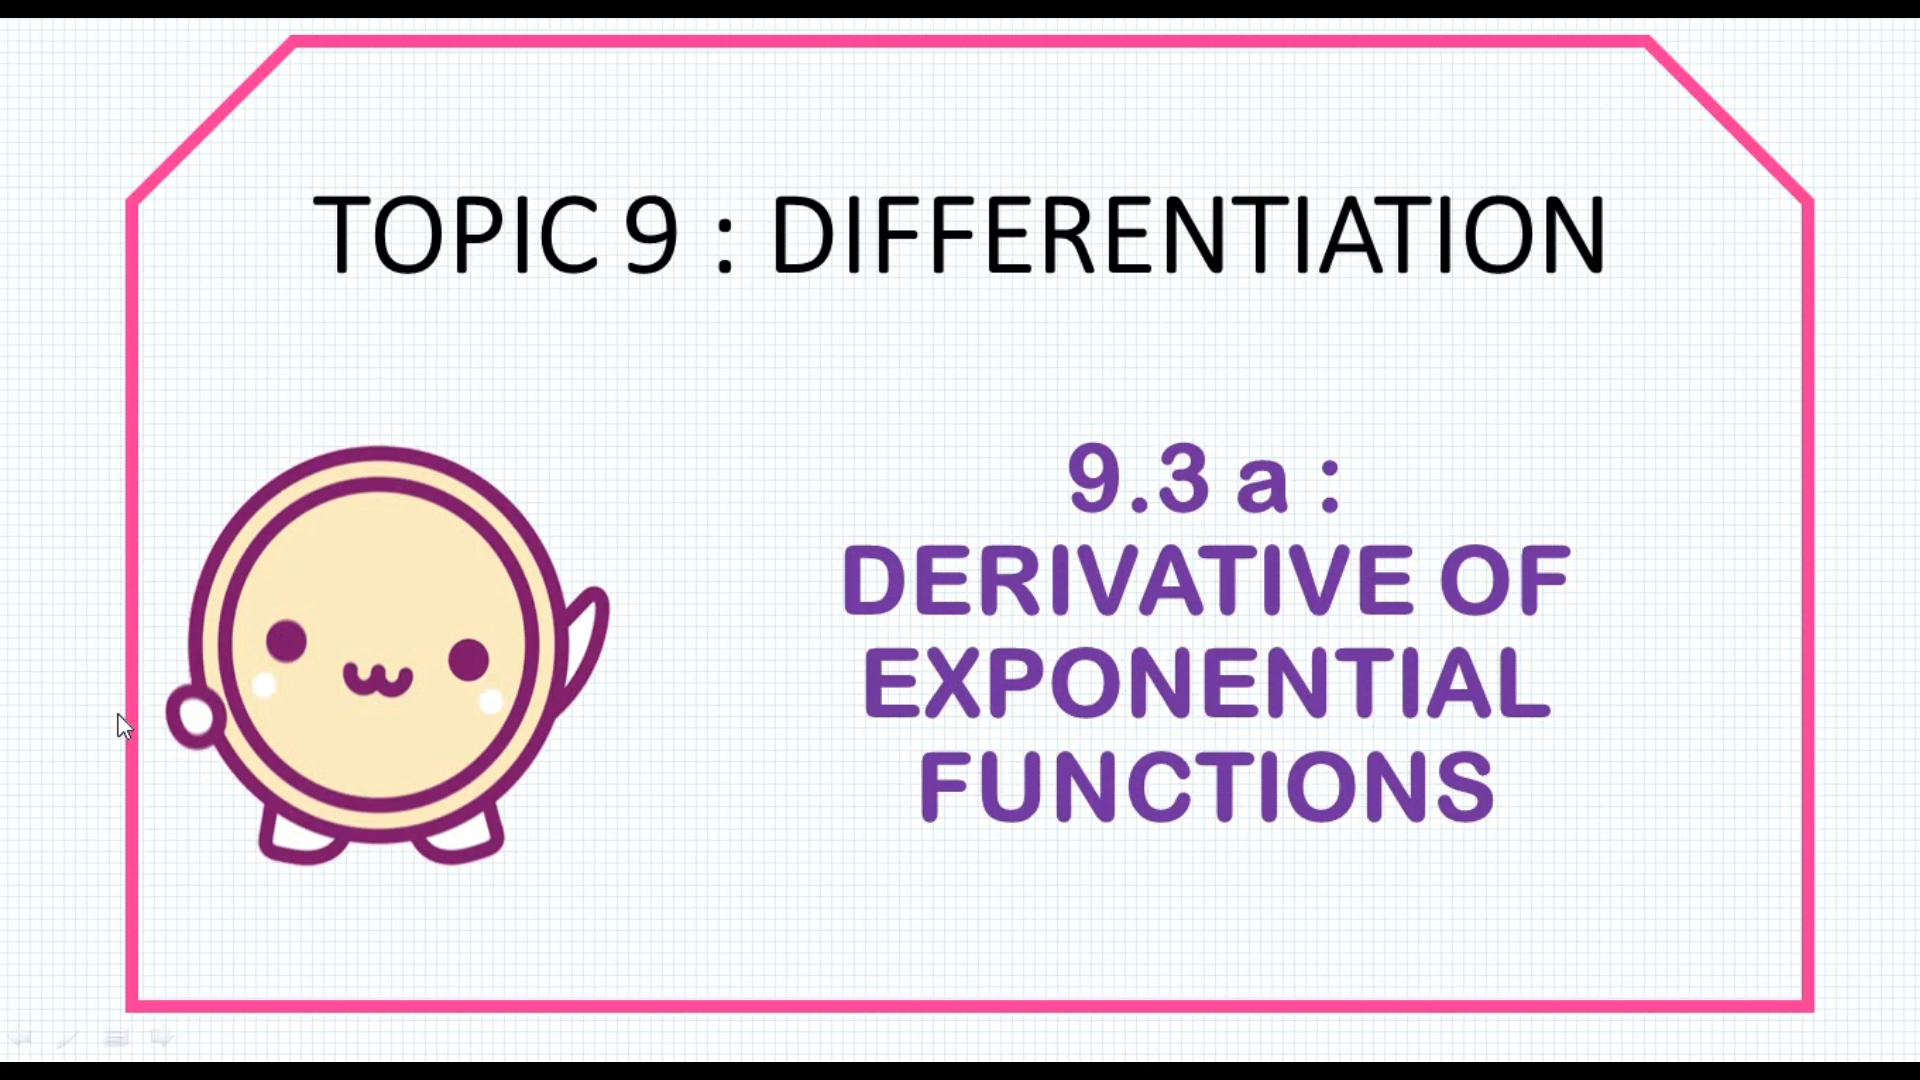 TOPIC 9 : DIFFERENTIATION
9.3 a :
DERIVATIVE OF
EXPONENTIAL
FUNCTIONS